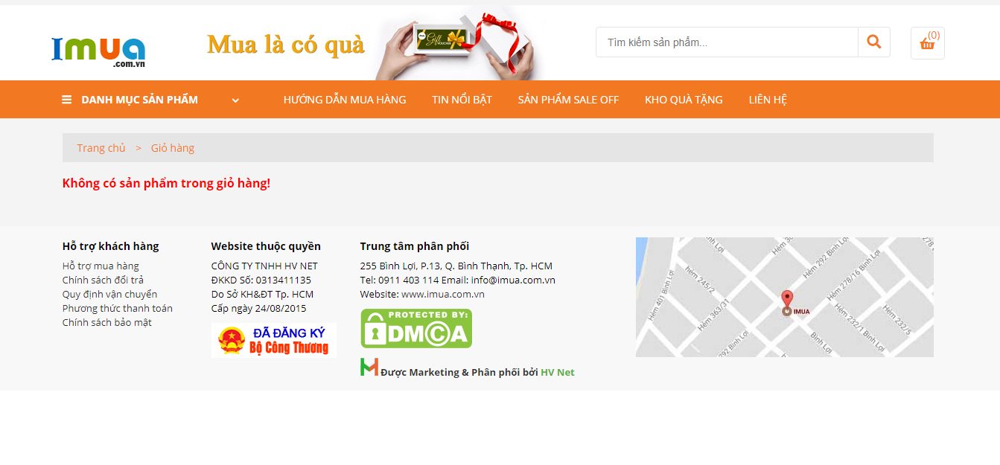 Imua
.com.vn
Mua là có quà
Gift
VOUCHER
Tìm kiếm sản phẩm...
(0)
DANH MỤC SẢN PHẨM
HƯỚNG DẪN MUA HÀNG
TIN NỔI BẬT
SẢN PHẨM SALE OFF
KHO QUÀ TẶNG
LIÊN HỆ
Trang chủ > Giỏ hàng
Không có sản phẩm trong giỏ hàng!
Hỗ trợ khách hàng
Hỗ trợ mua hàng
Chính sách đổi trả
Quy định vận chuyển
Phương thức thanh toán
Chính sách bảo mật
Website thuộc quyền
CÔNG TY TNHH HV NET
ĐKKD Số: 0313411135
Do Sở KH&ĐT Tp. HCM
Cấp ngày 24/08/2015
ĐÃ ĐĂNG KÝ
Bộ Công Thương
Trung tâm phân phối
255 Bình Lợi, P.13, Q. Bình Thạnh, Tp. HCM
Tel: 0911 403 114 Email: info@imua.com.vn
Website: www.imua.com.vn
PROTECTED BY:
DMCA
Được Marketing & Phân phối bởi HV Net
Hẻm 292 Bình Lợi
278/
Hẻm 245/2
Hẻm 278/16 Bình Lợi
Hẻm 401 Bình Lợi
IMUA
Hẻm 363/31
Hẻm 232/1 Bình Lợi
Hẻm 232/5
292 Bình Lợi
Bình Lợi